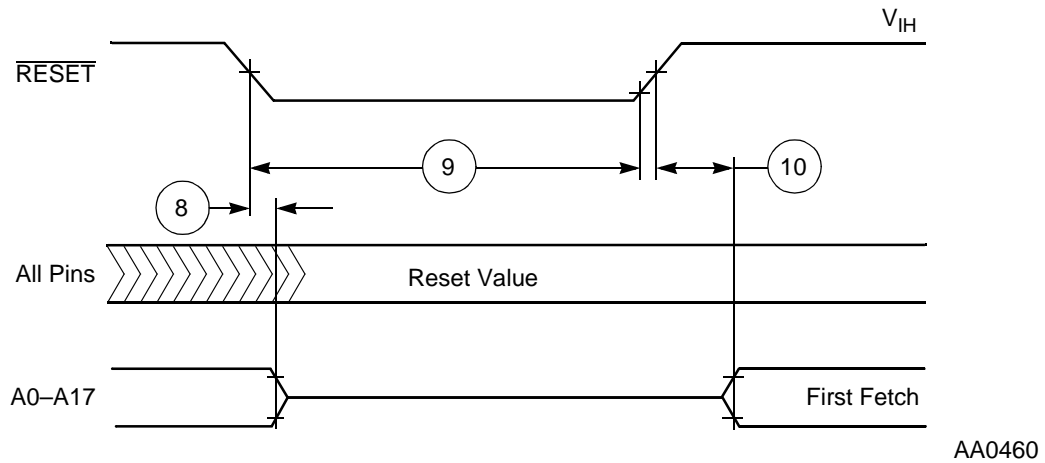 V_IH
RESET
9
10
8
All Pins
Reset Value
A0–A17
First Fetch
AA0460